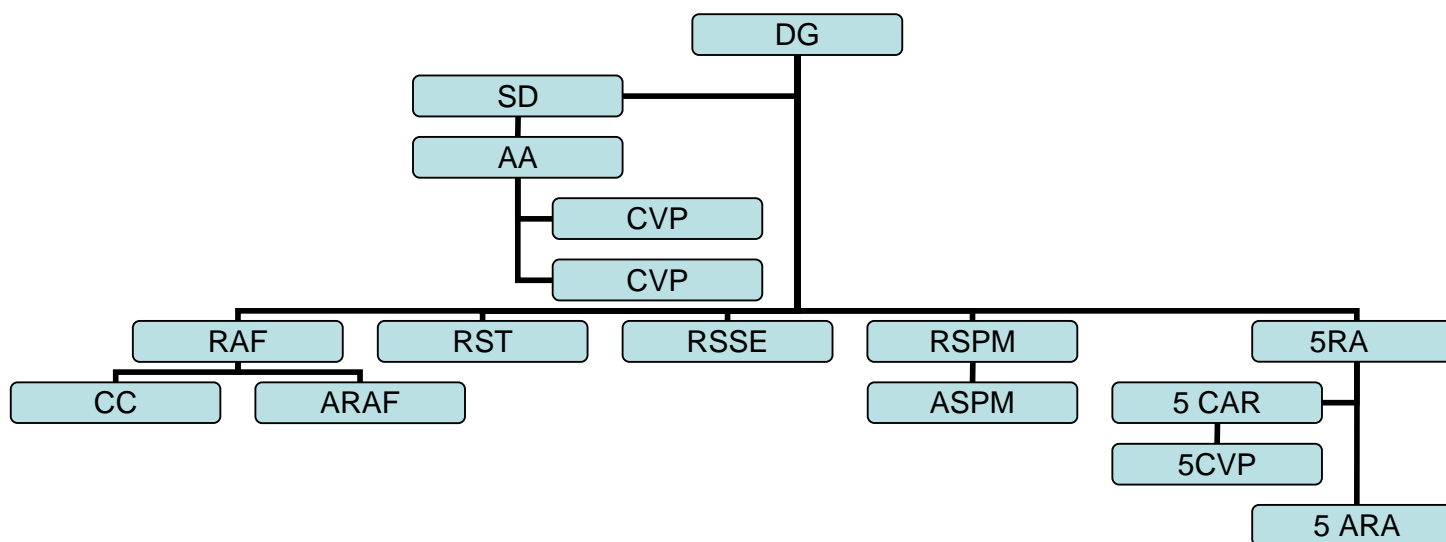 DG
SD
AA
CVP
CVP
RAF
RST
RSSE
RSPM
5RA
CC
ARAF
ASPM
5 CAR
5CVP
5 ARA